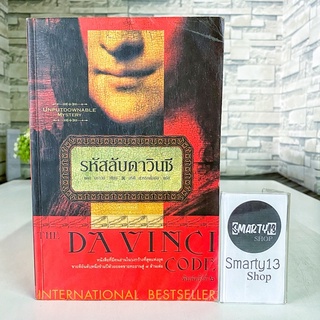 UNPUTDOWNABLE
MYSTERY
รหัสลับดาวินชี
THE DA VINCI
CODE
INTERNATIONAL BESTSELLER
SMARTY13
SHOP
Smarty13
Shop